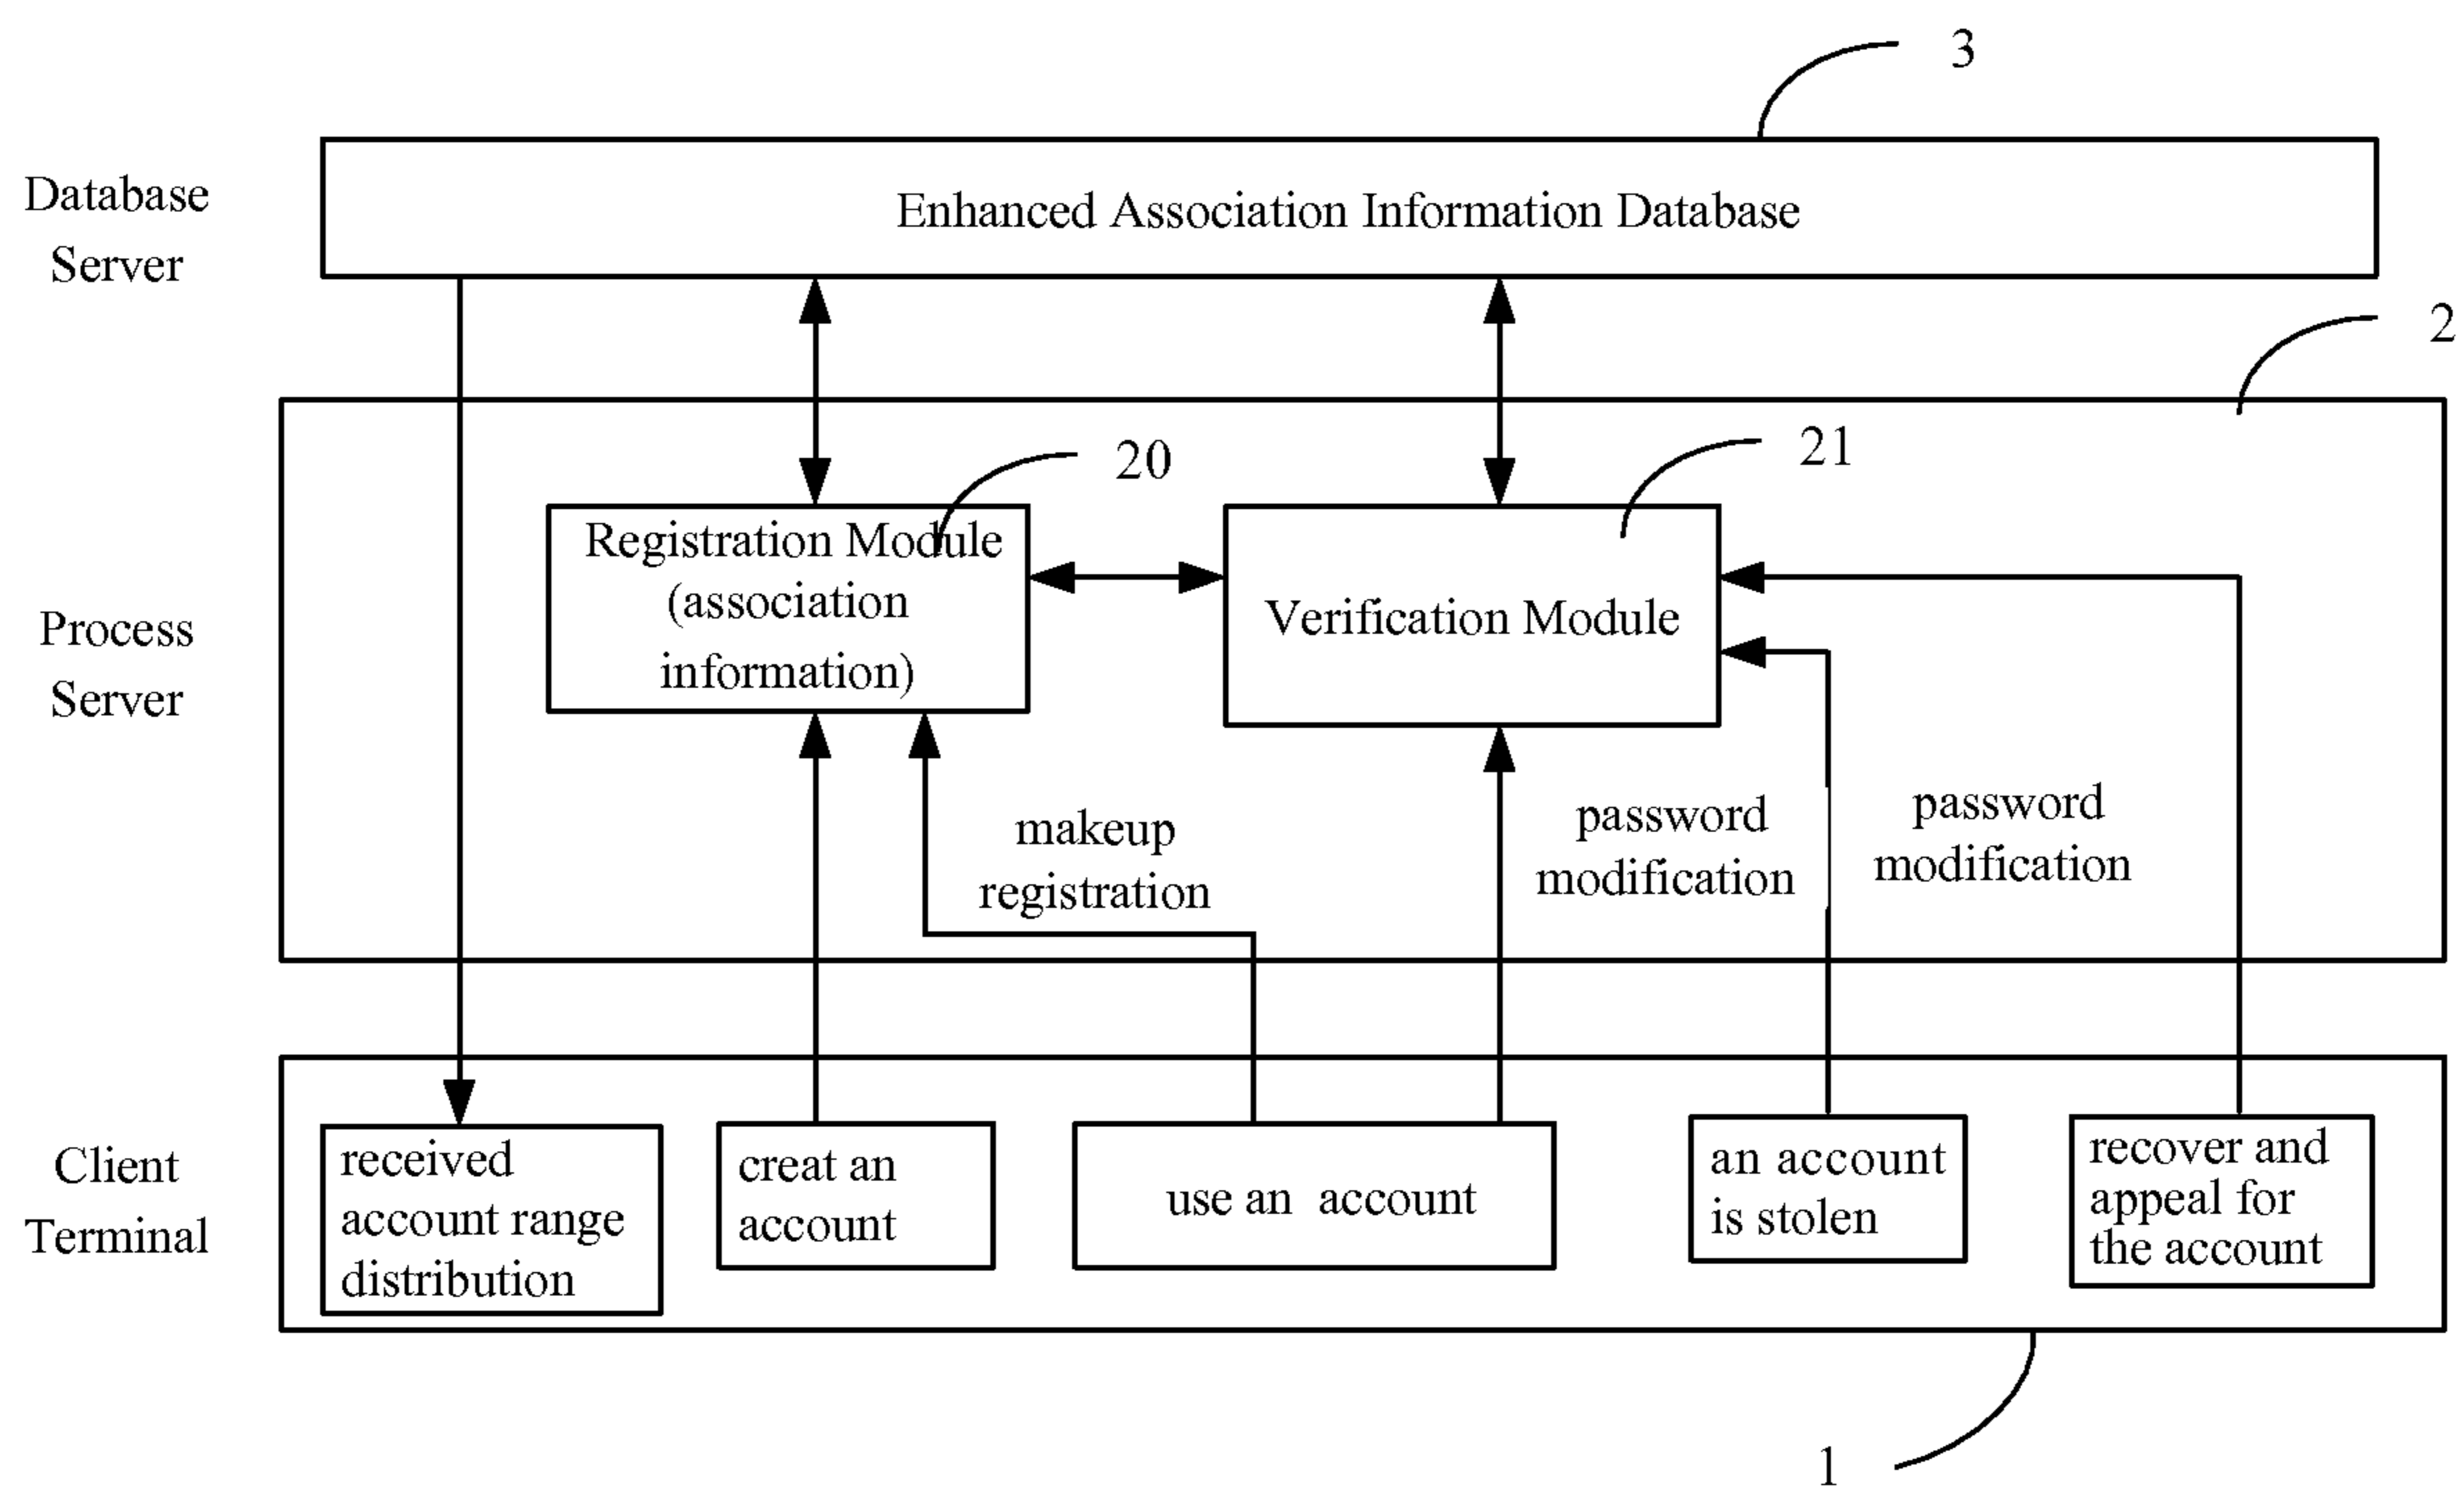 3
Database
Server
Enhanced Association Information Database
2
20
21
Process
Server
Registration Module
(association
information)
Verification Module
makeup
registration
password
modification
password
modification
Client
Terminal
received
account range
distribution
creat an
account
use an account
an account
is stolen
recover and
appeal for
the account
1